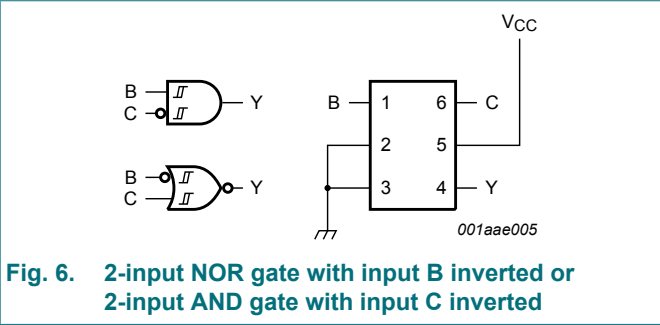 VCC
B
C
Y
B
C
Y
B
1
6
C
2
5
3
4
Y
001aae005
Fig. 6. 2-input NOR gate with input B inverted or
2-input AND gate with input C inverted